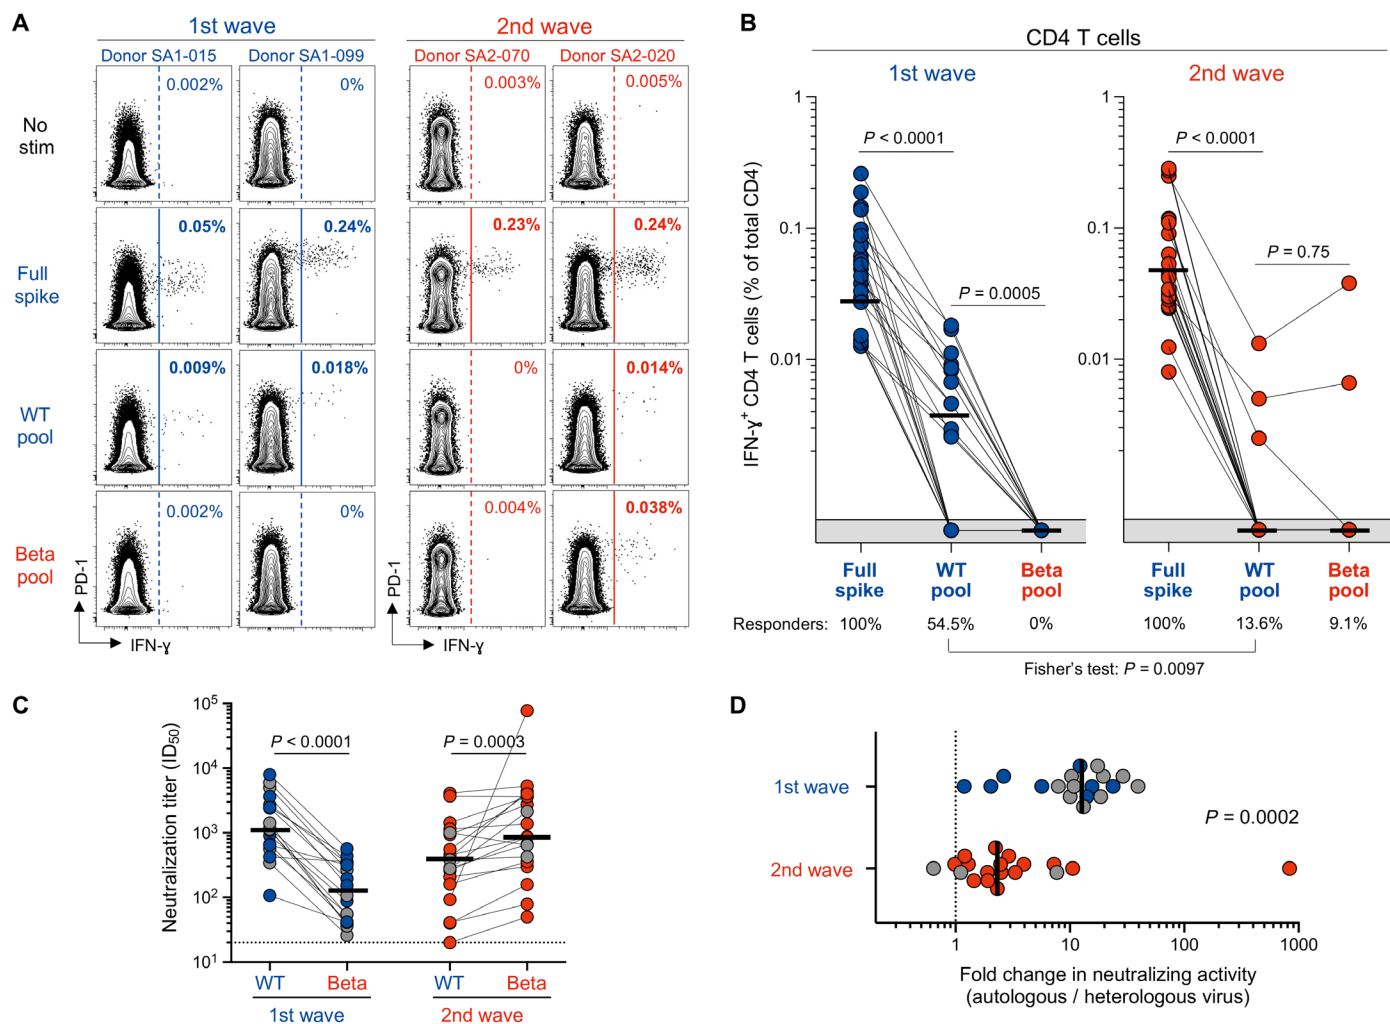 A
1st wave
2nd wave
Donor SA1-015
Donor SA1-099
Donor SA2-070
Donor SA2-020
No
stim
0.002%
0%
0.003%
0.005%
Full
spike
0.05%
0.24%
0.23%
0.24%
WT
pool
0.009%
0.018%
0%
0.014%
Beta
pool
0.002%
0%
0.004%
0.038%
PD-1
IFN-ɣ
PD-1
IFN-ɣ
B
CD4 T cells
1st wave
2nd wave
IFN-ɣ+ CD4 T cells (% of total CD4)
1
0.1
0.01
P < 0.0001
P = 0.0005
1
0.1
0.01
P < 0.0001
P = 0.75
Full
spike
WT
pool
Beta
pool
Full
spike
WT
pool
Beta
pool
Responders: 100% 54.5% 0% 100% 13.6% 9.1%
Fisher's test: P = 0.0097
C
Neutralization titer (ID50)
10^5
10^4
10^3
10^2
10^1
P < 0.0001
P = 0.0003
WT
Beta
WT
Beta
1st wave
2nd wave
D
1st wave
2nd wave
P = 0.0002
1
10
100
1000
Fold change in neutralizing activity
(autologous / heterologous virus)